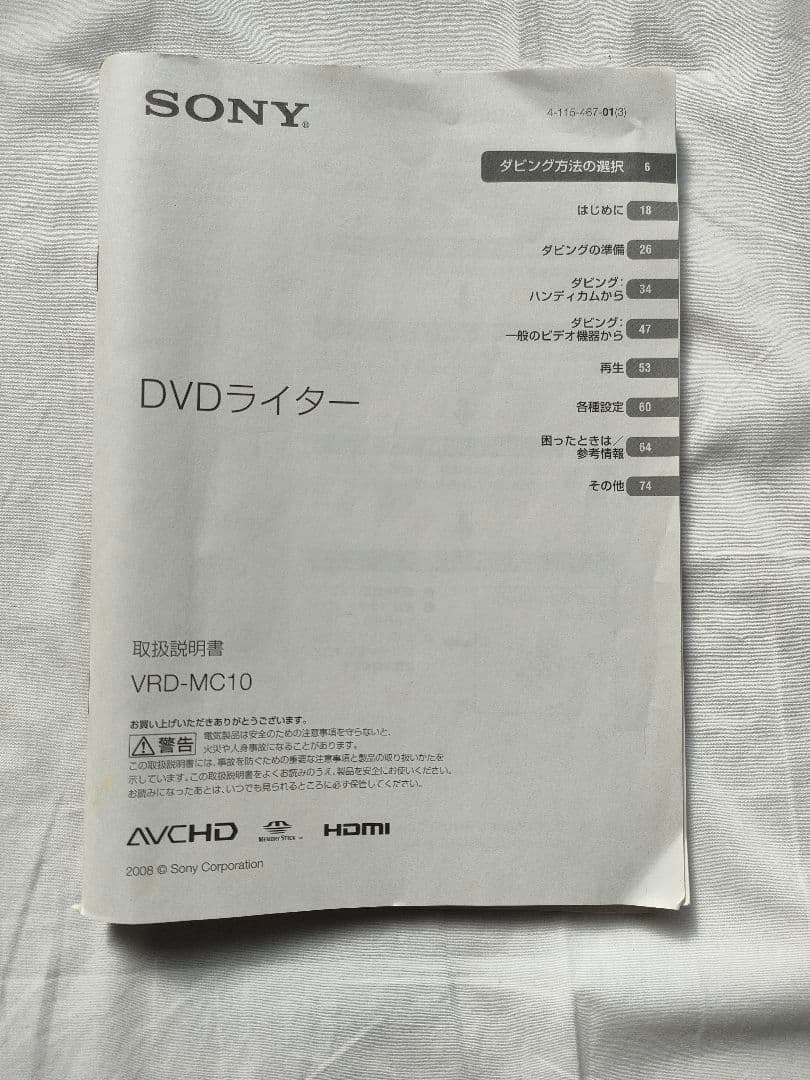 SONY®
4-115-467-01(3)
ダビング方法の選択 6
はじめに 18
ダビングの準備 26
ダビング:
ハンディカムから 34
ダビング:
一般のビデオ機器から 47
再生 53
各種設定 60
困ったときは/
参考情報 64
その他 74
DVDライター
取扱説明書
VRD-MC10
お買い上げいただきありがとうございます。
警告
電気製品は安全のための注意事項を守らないと、
火災や人身事故になることがあります。
この取扱説明書には、事故を防ぐための重要な注意事項と製品の取り扱いかたを
示しています。この取扱説明書をよくお読みのうえ、製品を安全にお使いください。
お読みになったあとは、いつでも見られるところに必ず保管してください。
AVCHD
MEMORY STICK ™
HDMI
2008 © Sony Corporation